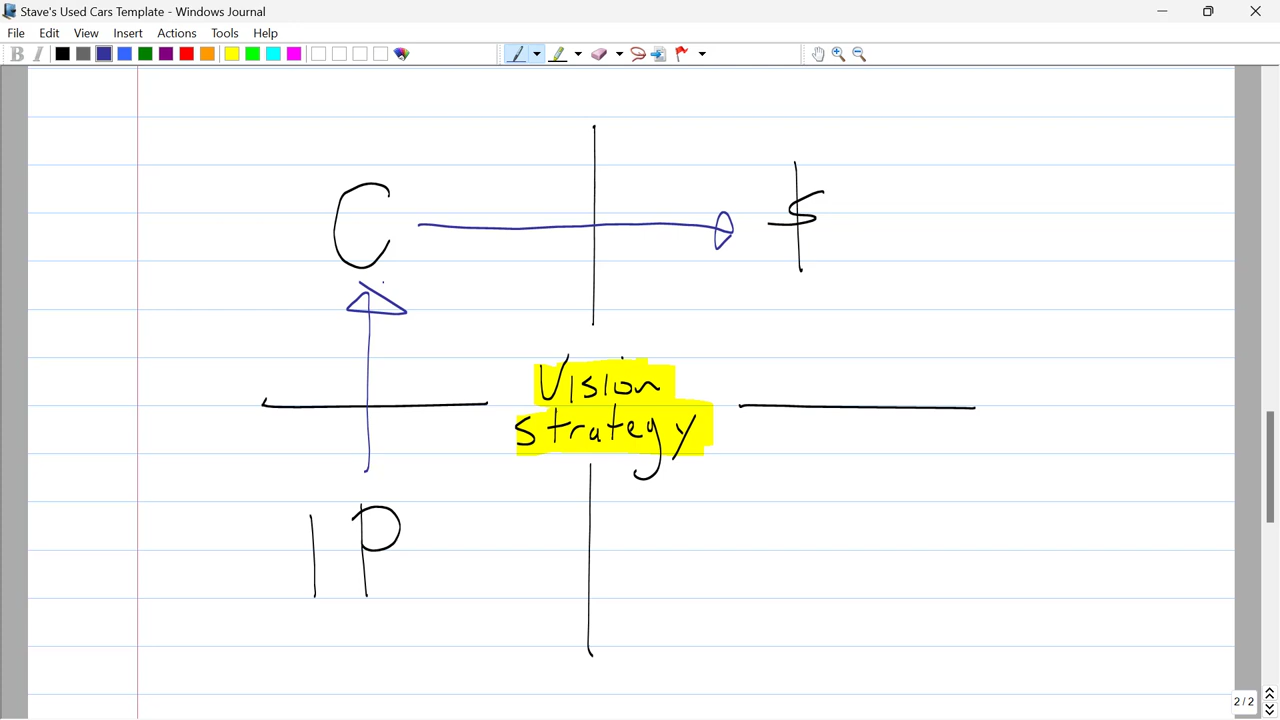 Stave's Used Cars Template - Windows Journal
File Edit View Insert Actions Tools Help
B I
C $
Vision
strategy
IP
2/2